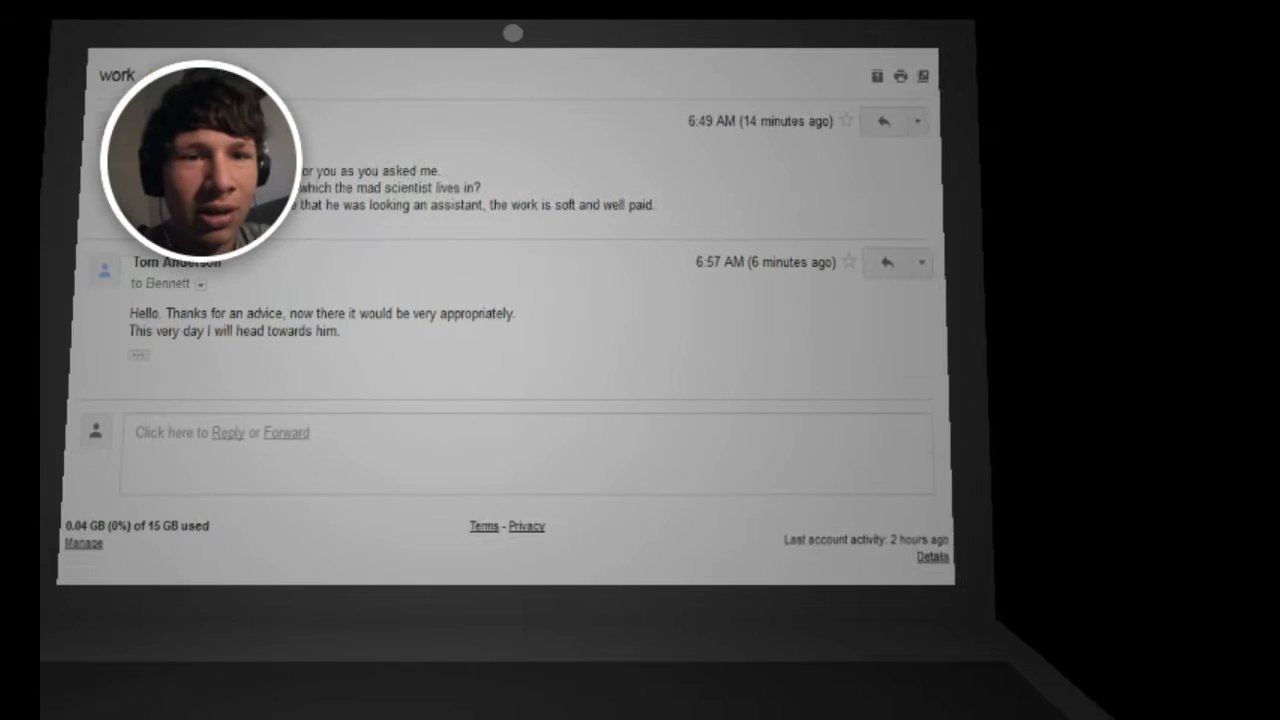 work
6:49 AM (14 minutes ago)
or you as you asked me.
which the mad scientist lives in?
that he was looking an assistant, the work is soft and well paid.
Tom Anderson
6:57 AM (6 minutes ago)
to Bennett
Hello. Thanks for an advice, now there it would be very appropriately.
This very day I will head towards him.
Click here to Reply or Forward
0.04 GB (0%) of 15 GB used
Terms - Privacy
Manage
Last account activity: 2 hours ago
Details